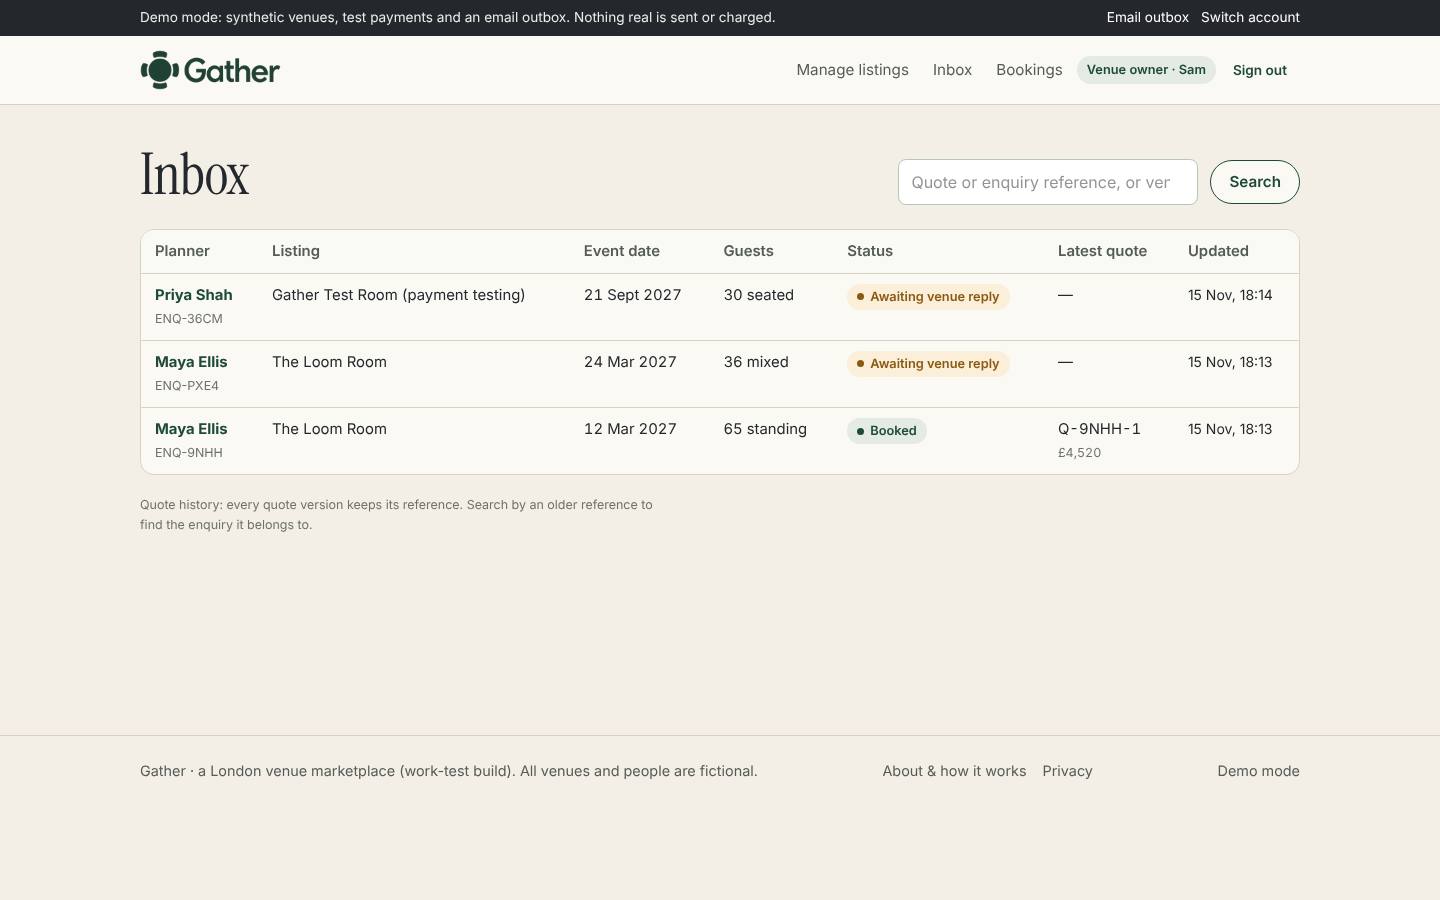 Demo mode: synthetic venues, test payments and an email outbox. Nothing real is sent or charged.
Email outbox Switch account
Gather
Manage listings Inbox Bookings Venue owner · Sam Sign out
Inbox
Quote or enquiry reference, or ver
Search
Planner Listing Event date Guests Status Latest quote Updated
Priya Shah Gather Test Room (payment testing) 21 Sept 2027 30 seated Awaiting venue reply — 15 Nov, 18:14
ENQ-36CM
Maya Ellis The Loom Room 24 Mar 2027 36 mixed Awaiting venue reply — 15 Nov, 18:13
ENQ-PXE4
Maya Ellis The Loom Room 12 Mar 2027 65 standing Booked Q-9NHH-1 15 Nov, 18:13
ENQ-9NHH £4,520
Quote history: every quote version keeps its reference. Search by an older reference to
find the enquiry it belongs to.
Gather · a London venue marketplace (work-test build). All venues and people are fictional.
About & how it works Privacy
Demo mode